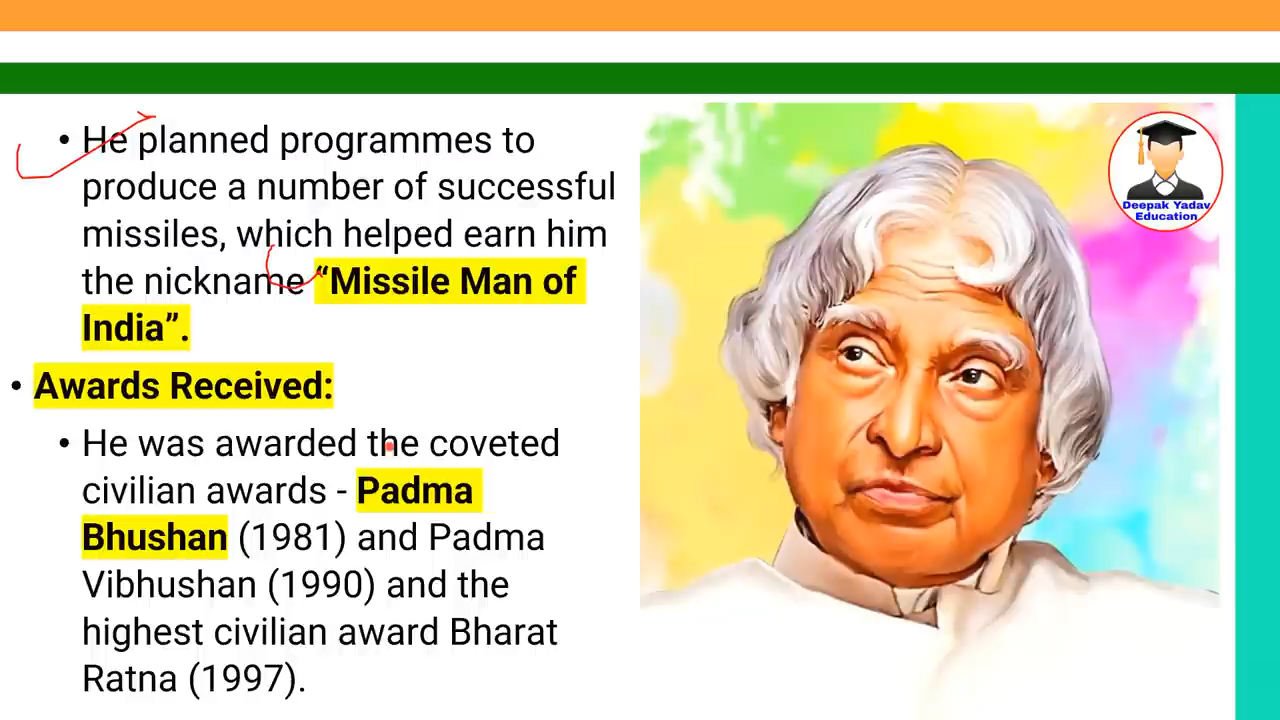 • He planned programmes to
produce a number of successful
missiles, which helped earn him
the nickname “Missile Man of
India”.
• Awards Received:
• He was awarded the coveted
civilian awards - Padma
Bhushan (1981) and Padma
Vibhushan (1990) and the
highest civilian award Bharat
Ratna (1997).
Deepak Yadav
Education